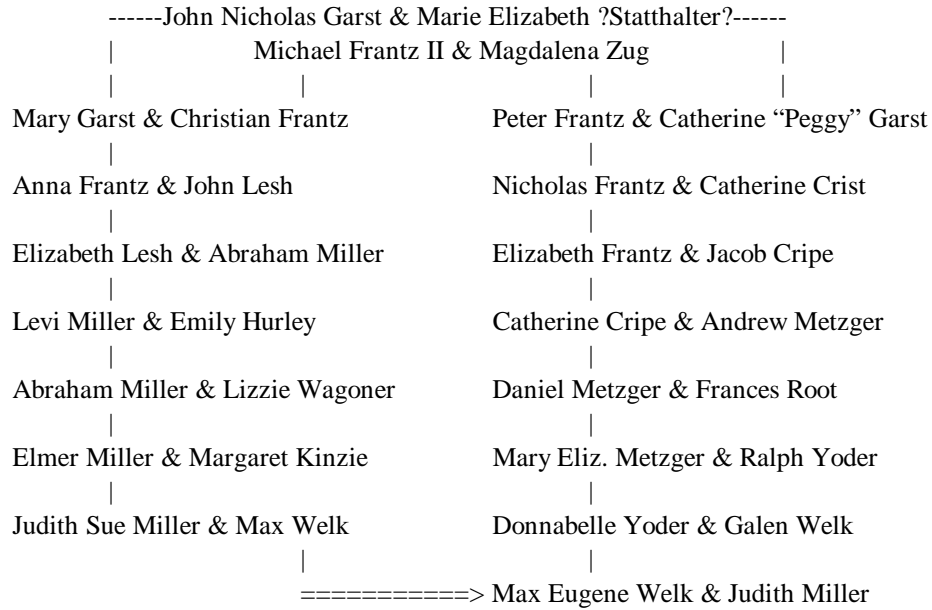 ------John Nicholas Garst & Marie Elizabeth ?Statthalter?------
| Michael Frantz II & Magdalena Zug |
| | | |
Mary Garst & Christian Frantz Peter Frantz & Catherine “Peggy” Garst
| |
Anna Frantz & John Lesh Nicholas Frantz & Catherine Crist
| |
Elizabeth Lesh & Abraham Miller Elizabeth Frantz & Jacob Cripe
| |
Levi Miller & Emily Hurley Catherine Cripe & Andrew Metzger
| |
Abraham Miller & Lizzie Wagoner Daniel Metzger & Frances Root
| |
Elmer Miller & Margaret Kinzie Mary Eliz. Metzger & Ralph Yoder
| |
Judith Sue Miller & Max Welk Donnabelle Yoder & Galen Welk
| |
===========> Max Eugene Welk & Judith Miller